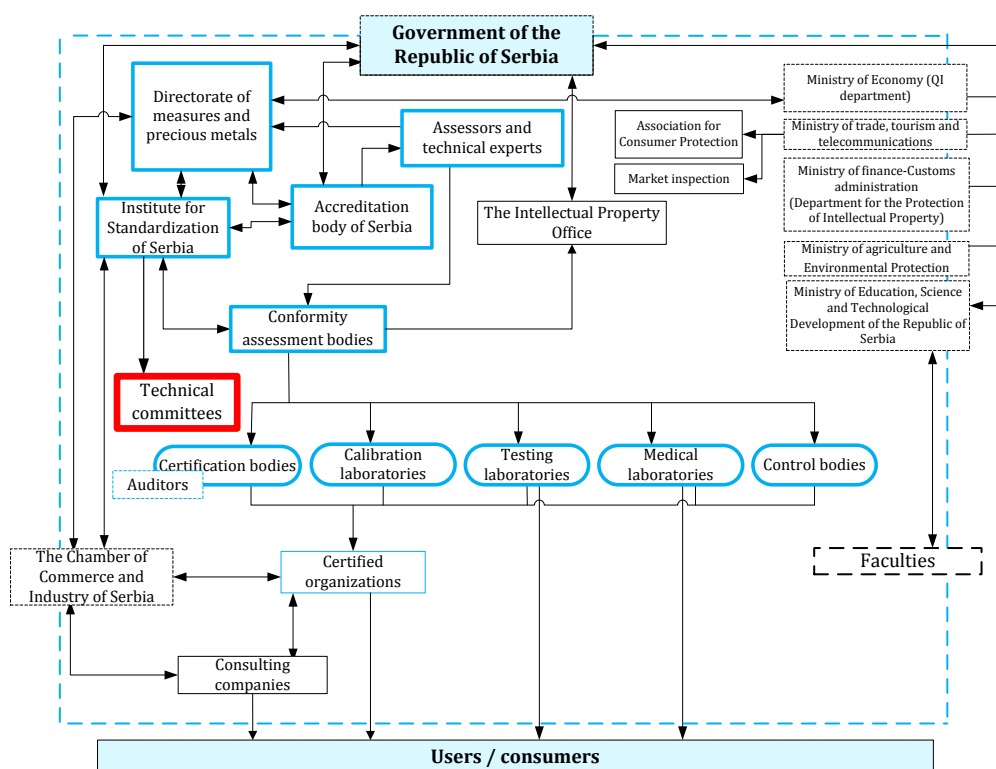 Government of the
Republic of Serbia
Directorate of
measures and
precious metals
Assessors and
technical experts
Association for
Consumer Protection
Market inspection
Ministry of Economy (QI
department)
Ministry of trade, tourism and
telecommunications
Ministry of finance-Customs
administration
(Department for the Protection
of Intellectual Property)
Ministry of agriculture and
Environmental Protection
Ministry of Education, Science
and Technological
Development of the Republic of
Serbia
Institute for
Standardization
of Serbia
Accreditation
body of Serbia
The Intellectual Property
Office
Conformity
assessment bodies
Technical
committees
Certification bodies
Auditors
Calibration
laboratories
Testing
laboratories
Medical
laboratories
Control bodies
The Chamber of
Commerce and
Industry of Serbia
Certified
organizations
Faculties
Consulting
companies
Users / consumers